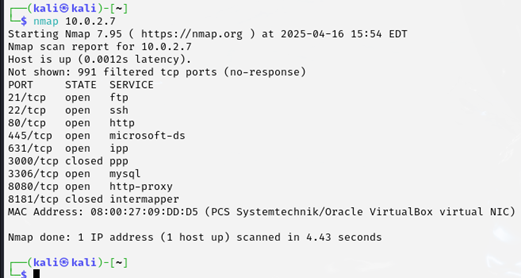 ┌──(kali㉿kali)-[~]
└─$ nmap 10.0.2.7
Starting Nmap 7.95 ( https://nmap.org ) at 2025-04-16 15:54 EDT
Nmap scan report for 10.0.2.7
Host is up (0.0012s latency).
Not shown: 991 filtered tcp ports (no-response)
PORT     STATE  SERVICE
21/tcp   open   ftp
22/tcp   open   ssh
80/tcp   open   http
445/tcp  open   microsoft-ds
631/tcp  open   ipp
3000/tcp closed ppp
3306/tcp open   mysql
8080/tcp open   http-proxy
8181/tcp closed intermapper
MAC Address: 08:00:27:09:DD:D5 (PCS Systemtechnik/Oracle VirtualBox virtual NIC)
Nmap done: 1 IP address (1 host up) scanned in 4.43 seconds
┌──(kali㉿kali)-[~]
└─$